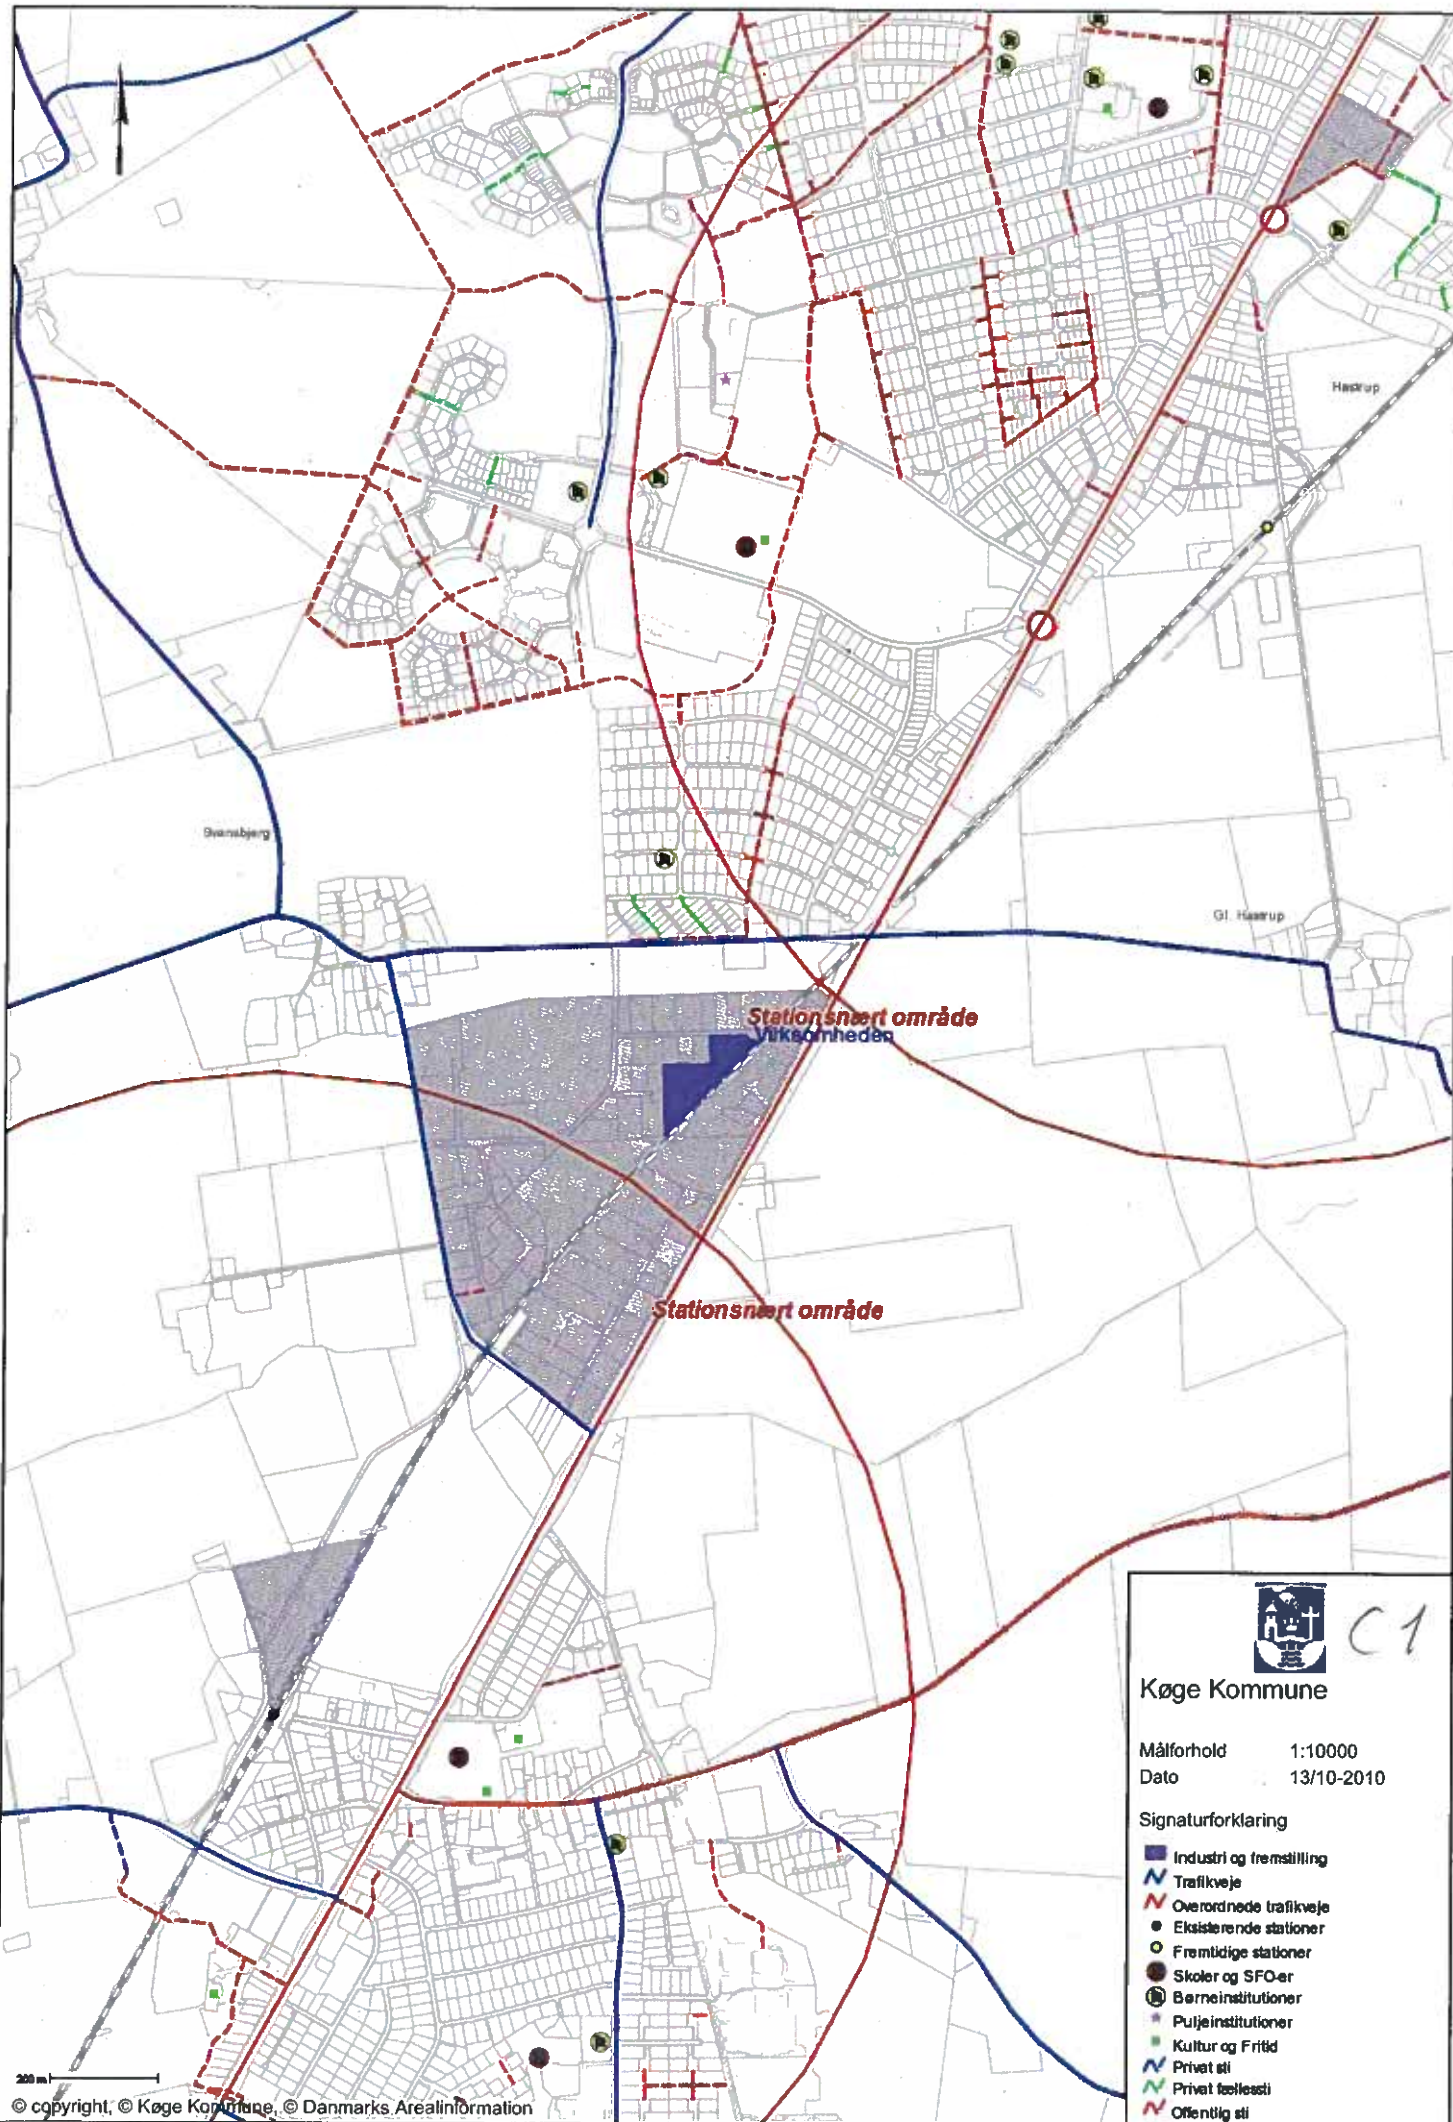 Hastrup
Svansbjerg
Gl. Hastrup
Stationsnært område
Virksomheden
Stationsnært område
C1
Køge Kommune
Målforhold 1:10000
Dato 13/10-2010
Signaturforklaring
Industri og fremstilling
Trafikveje
Overordnede trafikveje
Eksisterende stationer
Fremtidige stationer
Skoler og SFO-er
Børneinstitutioner
Puljeinstitutioner
Kultur og Fritid
Privat sti
Privat fællessti
Offentlig sti
200 m
© copyright, © Køge Kommune, © Danmarks Arealinformation